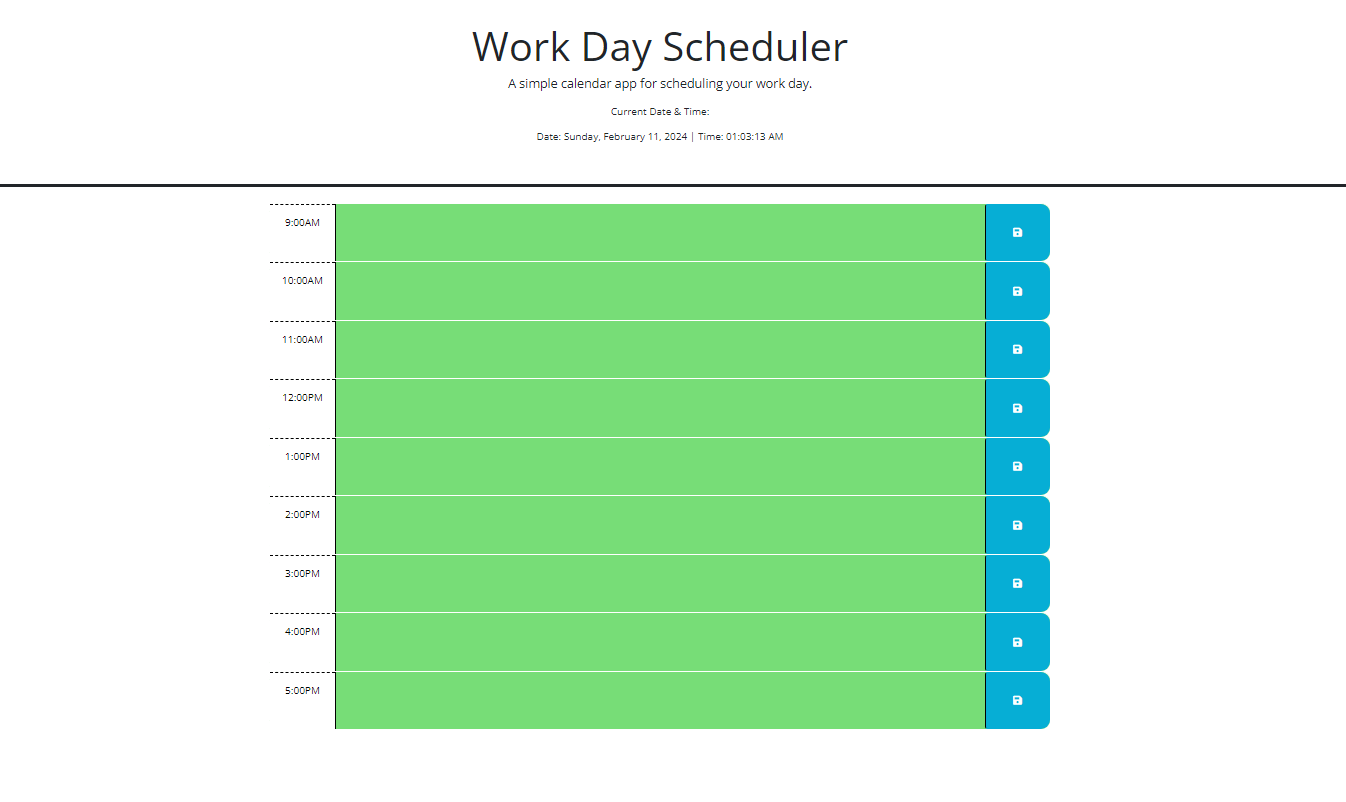 Work Day Scheduler
A simple calendar app for scheduling your work day.
Current Date & Time:
Date: Sunday, February 11, 2024 | Time: 01:03:13 AM
9:00AM
10:00AM
11:00AM
12:00PM
1:00PM
2:00PM
3:00PM
4:00PM
5:00PM